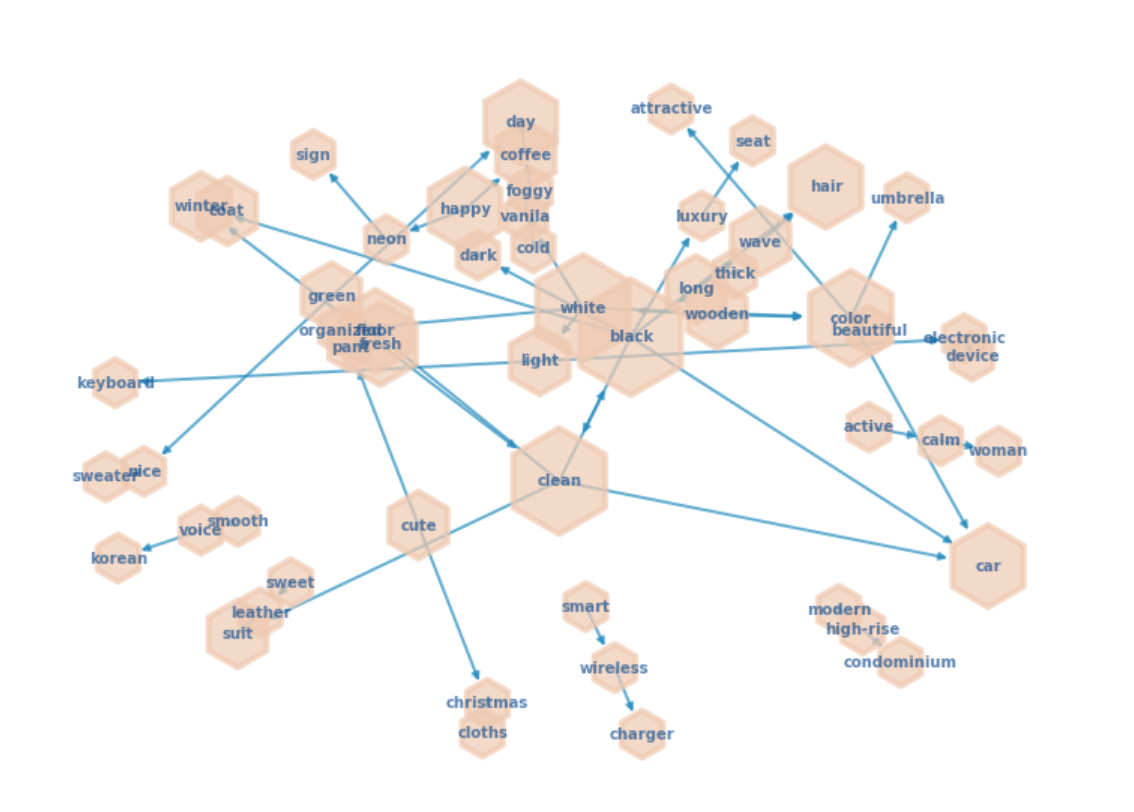 attractive
day
seat
coffee
sign
hair
foggy
umbrella
winter
coat
happy
vanila
luxury
neon
wave
cold
dark
thick
long
green
white
wooden
color
organized
floor
beautiful
black
pant
fresh
light
electronic
device
keyboard
active
calm
woman
nice
sweater
clean
smooth
cute
voice
korean
car
sweet
smart
modern
leather
high-rise
suit
condominium
wireless
christmas
cloths
charger